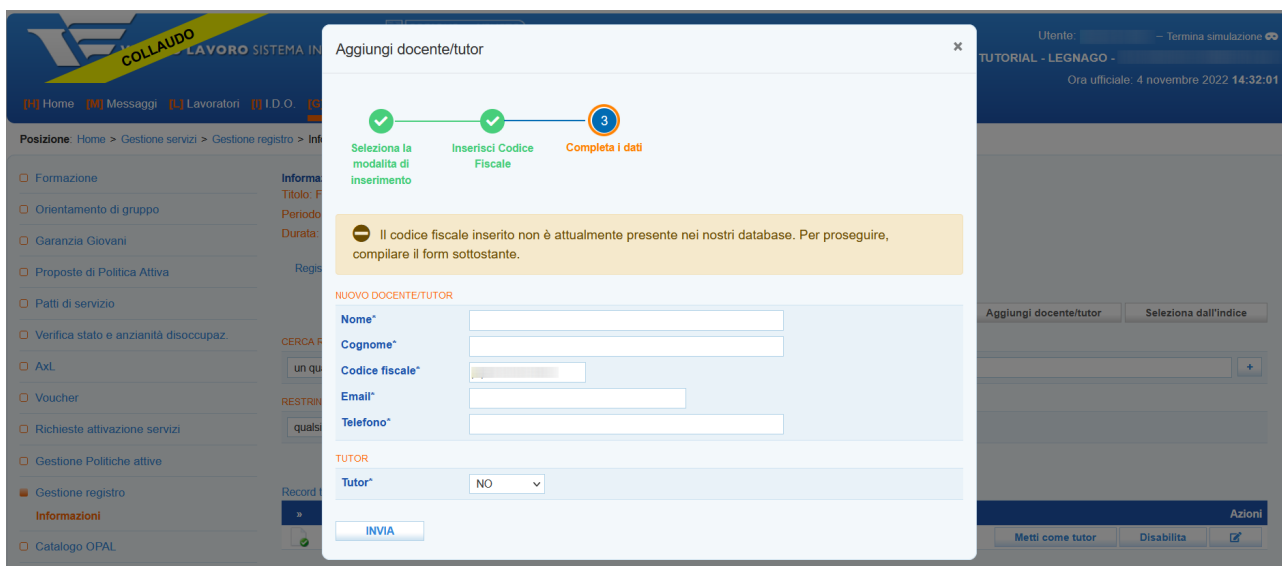 COLLAUDO
LAVORO SISTEMA IN
Utente: – Termina simulazione
TUTORIAL - LEGNAGO -
Ora ufficiale: 4 novembre 2022 14:32:01
[H] Home [M] Messaggi [L] Lavoratori [I] I.D.O. [G
Posizione: Home > Gestione servizi > Gestione registro > Inf
Formazione
Orientamento di gruppo
Garanzia Giovani
Proposte di Politica Attiva
Patti di servizio
Verifica stato e anzianità disoccupaz.
AxL
Voucher
Richieste attivazione servizi
Gestione Politiche attive
Gestione registro
Informazioni
Catalogo OPAL
Informa
Titolo: F
Periodo
Durata:
Regis
CERCA R
un qua
RESTRIN
qualsi
Record t
»
Aggiungi docente/tutor
×
Seleziona la
modalita di
inserimento
Inserisci Codice
Fiscale
3
Completa i dati
Il codice fiscale inserito non è attualmente presente nei nostri database. Per proseguire,
compilare il form sottostante.
NUOVO DOCENTE/TUTOR
Nome*
Cognome*
Codice fiscale*
Email*
Telefono*
TUTOR
Tutor* NO
INVIA
Aggiungi docente/tutor Seleziona dall'indice
+
Azioni
Metti come tutor Disabilita